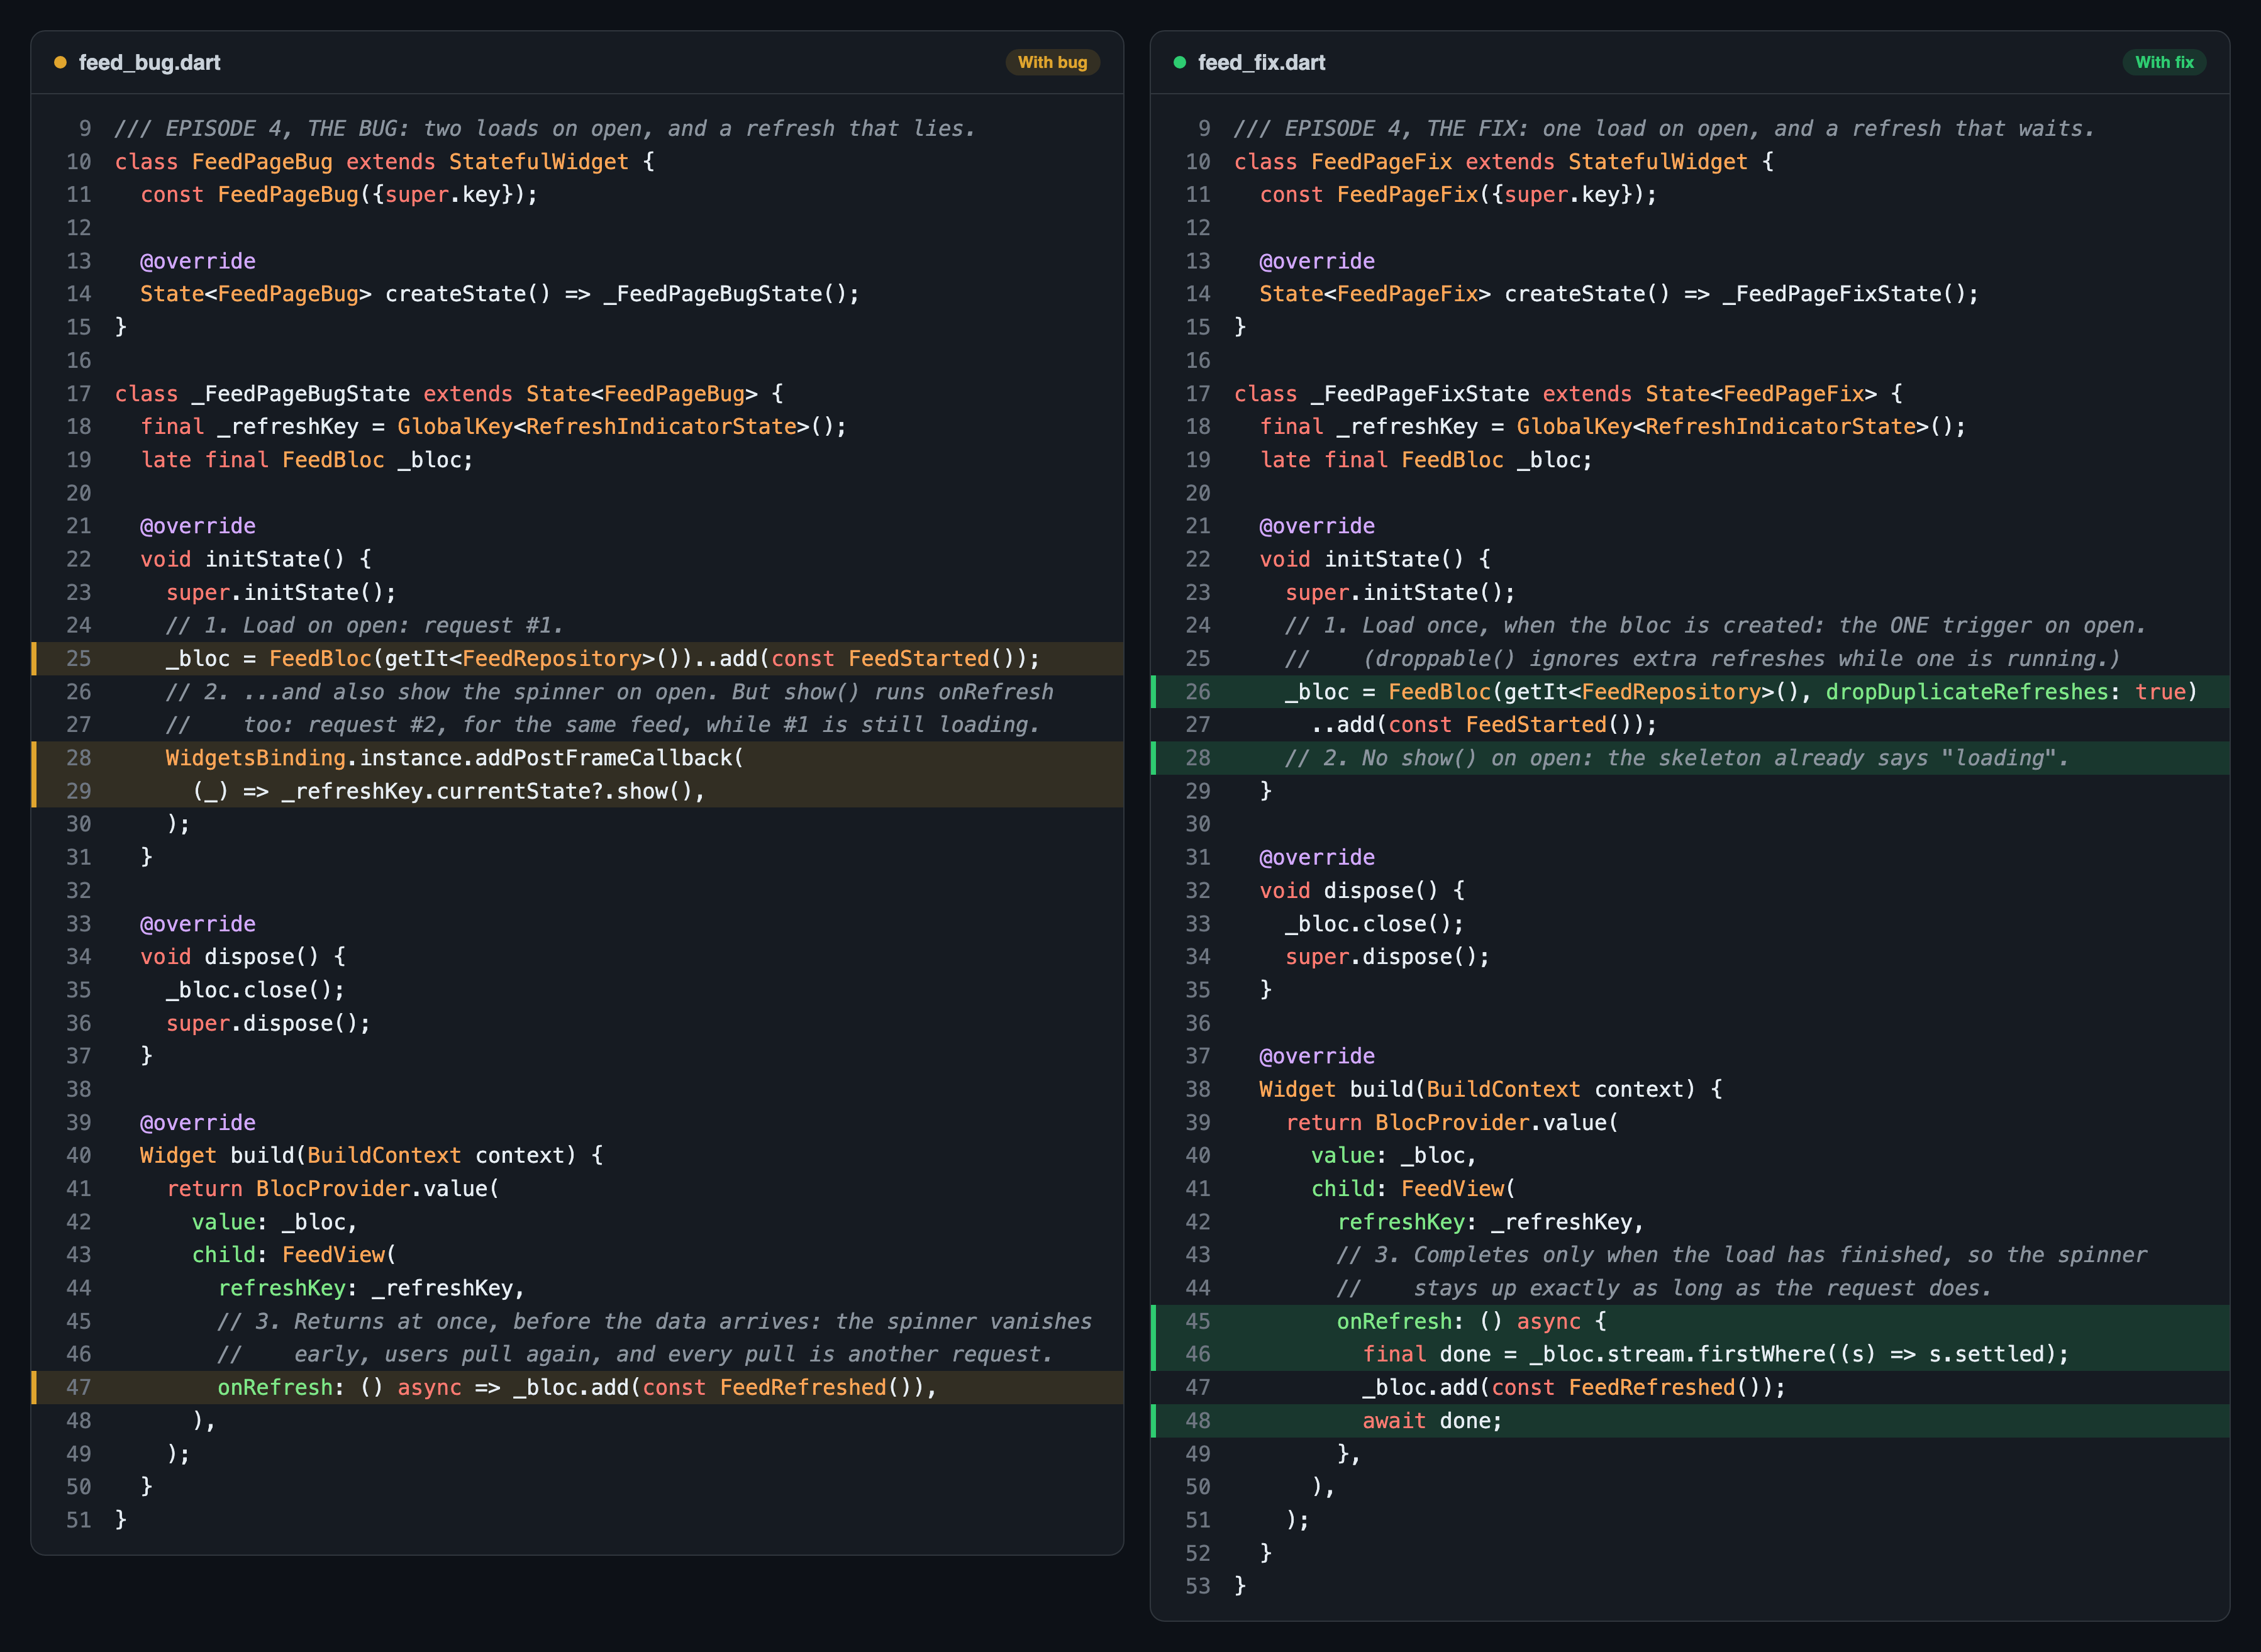 feed_bug.dart
With bug
9 /// EPISODE 4, THE BUG: two loads on open, and a refresh that lies.
10 class FeedPageBug extends StatefulWidget {
11   const FeedPageBug({super.key});
12
13   @override
14   State<FeedPageBug> createState() => _FeedPageBugState();
15 }
16
17 class _FeedPageBugState extends State<FeedPageBug> {
18   final _refreshKey = GlobalKey<RefreshIndicatorState>();
19   late final FeedBloc _bloc;
20
21   @override
22   void initState() {
23     super.initState();
24     // 1. Load on open: request #1.
25     _bloc = FeedBloc(getIt<FeedRepository>())..add(const FeedStarted());
26     // 2. ...and also show the spinner on open. But show() runs onRefresh
27     //    too: request #2, for the same feed, while #1 is still loading.
28     WidgetsBinding.instance.addPostFrameCallback(
29       (_) => _refreshKey.currentState?.show(),
30     );
31   }
32
33   @override
34   void dispose() {
35     _bloc.close();
36     super.dispose();
37   }
38
39   @override
40   Widget build(BuildContext context) {
41     return BlocProvider.value(
42       value: _bloc,
43       child: FeedView(
44         refreshKey: _refreshKey,
45         // 3. Returns at once, before the data arrives: the spinner vanishes
46         //    early, users pull again, and every pull is another request.
47         onRefresh: () async => _bloc.add(const FeedRefreshed()),
48       ),
49     );
50   }
51 }
feed_fix.dart
With fix
9 /// EPISODE 4, THE FIX: one load on open, and a refresh that waits.
10 class FeedPageFix extends StatefulWidget {
11   const FeedPageFix({super.key});
12
13   @override
14   State<FeedPageFix> createState() => _FeedPageFixState();
15 }
16
17 class _FeedPageFixState extends State<FeedPageFix> {
18   final _refreshKey = GlobalKey<RefreshIndicatorState>();
19   late final FeedBloc _bloc;
20
21   @override
22   void initState() {
23     super.initState();
24     // 1. Load once, when the bloc is created: the ONE trigger on open.
25     //    (droppable() ignores extra refreshes while one is running.)
26     _bloc = FeedBloc(getIt<FeedRepository>(), dropDuplicateRefreshes: true)
27       ..add(const FeedStarted());
28     // 2. No show() on open: the skeleton already says "loading".
29   }
30
31   @override
32   void dispose() {
33     _bloc.close();
34     super.dispose();
35   }
36
37   @override
38   Widget build(BuildContext context) {
39     return BlocProvider.value(
40       value: _bloc,
41       child: FeedView(
42         refreshKey: _refreshKey,
43         // 3. Completes only when the load has finished, so the spinner
44         //    stays up exactly as long as the request does.
45         onRefresh: () async {
46           final done = _bloc.stream.firstWhere((s) => s.settled);
47           _bloc.add(const FeedRefreshed());
48           await done;
49         },
50       ),
51     );
52   }
53 }